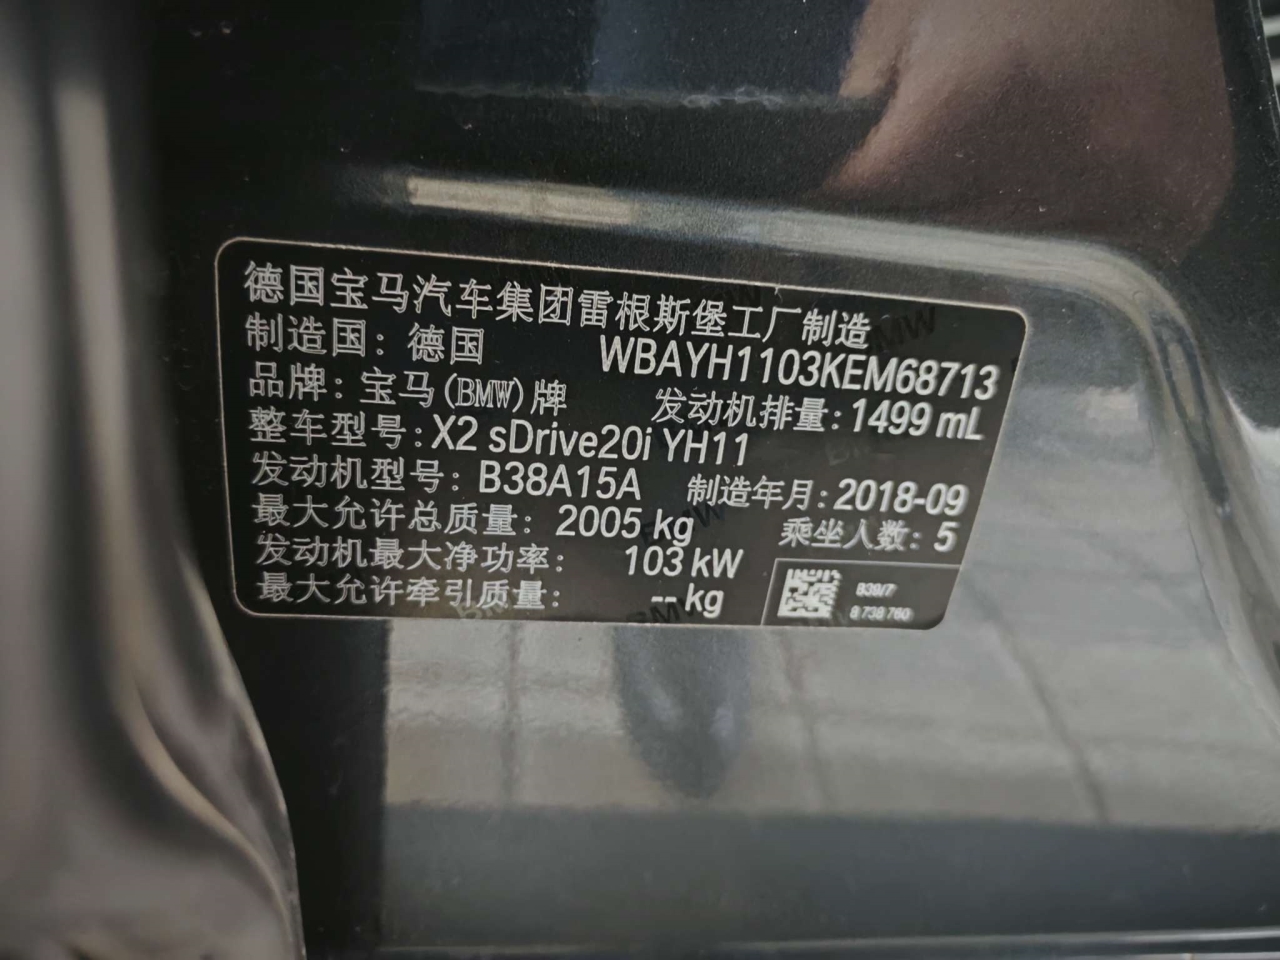 德国宝马汽车集团雷根斯堡工厂制造
制造国：德国 WBAYH1103KEM68713
品牌：宝马(BMW)牌 发动机排量：1499 mL
整车型号：X2 sDrive20i YH11
发动机型号：B38A15A 制造年月：2018-09
最大允许总质量：2005 kg 乘坐人数：5
发动机最大净功率：103 kW
最大允许牵引质量：-- kg
B39/7
8 738 760